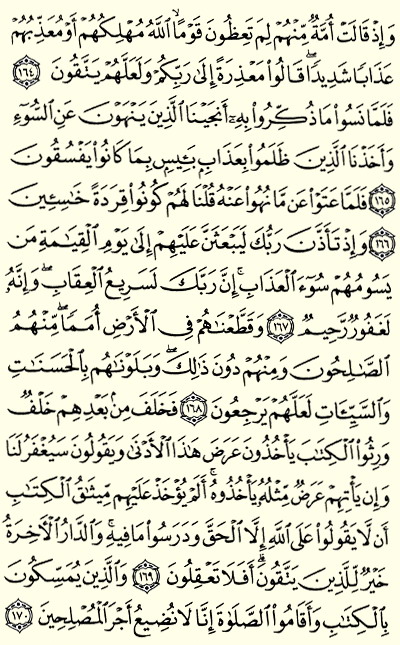 وَإِذۡ قَالَتۡ أُمَّةٌ مِّنۡهُمۡ لِمَ تَعِظُونَ قَوۡمًا ٱللَّهُ مُهۡلِكُهُمۡ أَوۡ مُعَذِّبُهُمۡ
عَذَابًا شَدِيدًاۖ قَالُواْ مَعۡذِرَةً إِلَىٰ رَبِّكُمۡ وَلَعَلَّهُمۡ يَتَّقُونَ ١٦٤
فَلَمَّا نَسُواْ مَا ذُكِّرُواْ بِهِۦٓ أَنجَيۡنَا ٱلَّذِينَ يَنۡهَوۡنَ عَنِ ٱلسُّوٓءِ
وَأَخَذۡنَا ٱلَّذِينَ ظَلَمُواْ بِعَذَابِۭ بَـِٔيسِۭ بِمَا كَانُواْ يَفۡسُقُونَ
١٦٥ فَلَمَّا عَتَوۡاْ عَن مَّا نُهُواْ عَنۡهُ قُلۡنَا لَهُمۡ كُونُواْ قِرَدَةً خَٰسِـِٔينَ
١٦٦ وَإِذۡ تَأَذَّنَ رَبُّكَ لَيَبۡعَثَنَّ عَلَيۡهِمۡ إِلَىٰ يَوۡمِ ٱلۡقِيَٰمَةِ مَن
يَسُومُهُمۡ سُوٓءَ ٱلۡعَذَابِۗ إِنَّ رَبَّكَ لَسَرِيعُ ٱلۡعِقَابِ وَإِنَّهُۥ
لَغَفُورٌ رَّحِيمٌ ١٦٧ وَقَطَّعۡنَٰهُمۡ فِي ٱلۡأَرۡضِ أُمَمًاۖ مِّنۡهُمُ
ٱلصَّٰلِحُونَ وَمِنۡهُمۡ دُونَ ذَٰلِكَۖ وَبَلَوۡنَٰهُم بِٱلۡحَسَنَٰتِ
وَٱلسَّيِّـَٔاتِ لَعَلَّهُمۡ يَرۡجِعُونَ ١٦٨ فَخَلَفَ مِنۢ بَعۡدِهِمۡ خَلۡفٌ
وَرِثُواْ ٱلۡكِتَٰبَ يَأۡخُذُونَ عَرَضَ هَٰذَا ٱلۡأَدۡنَىٰ وَيَقُولُونَ سَيُغۡفَرُ لَنَا
وَإِن يَأۡتِهِمۡ عَرَضٌ مِّثۡلُهُۥ يَأۡخُذُوهُۚ أَلَمۡ يُؤۡخَذۡ عَلَيۡهِم مِّيثَٰقُ ٱلۡكِتَٰبِ
أَن لَّا يَقُولُواْ عَلَى ٱللَّهِ إِلَّا ٱلۡحَقَّ وَدَرَسُواْ مَا فِيهِۗ وَٱلدَّارُ ٱلۡأٓخِرَةُ
خَيۡرٌ لِّلَّذِينَ يَتَّقُونَۗ أَفَلَا تَعۡقِلُونَ ١٦٩ وَٱلَّذِينَ يُمَسِّكُونَ
بِٱلۡكِتَٰبِ وَأَقَامُواْ ٱلصَّلَوٰةَ إِنَّا لَا نُضِيعُ أَجۡرَ ٱلۡمُصۡلِحِينَ ١٧٠